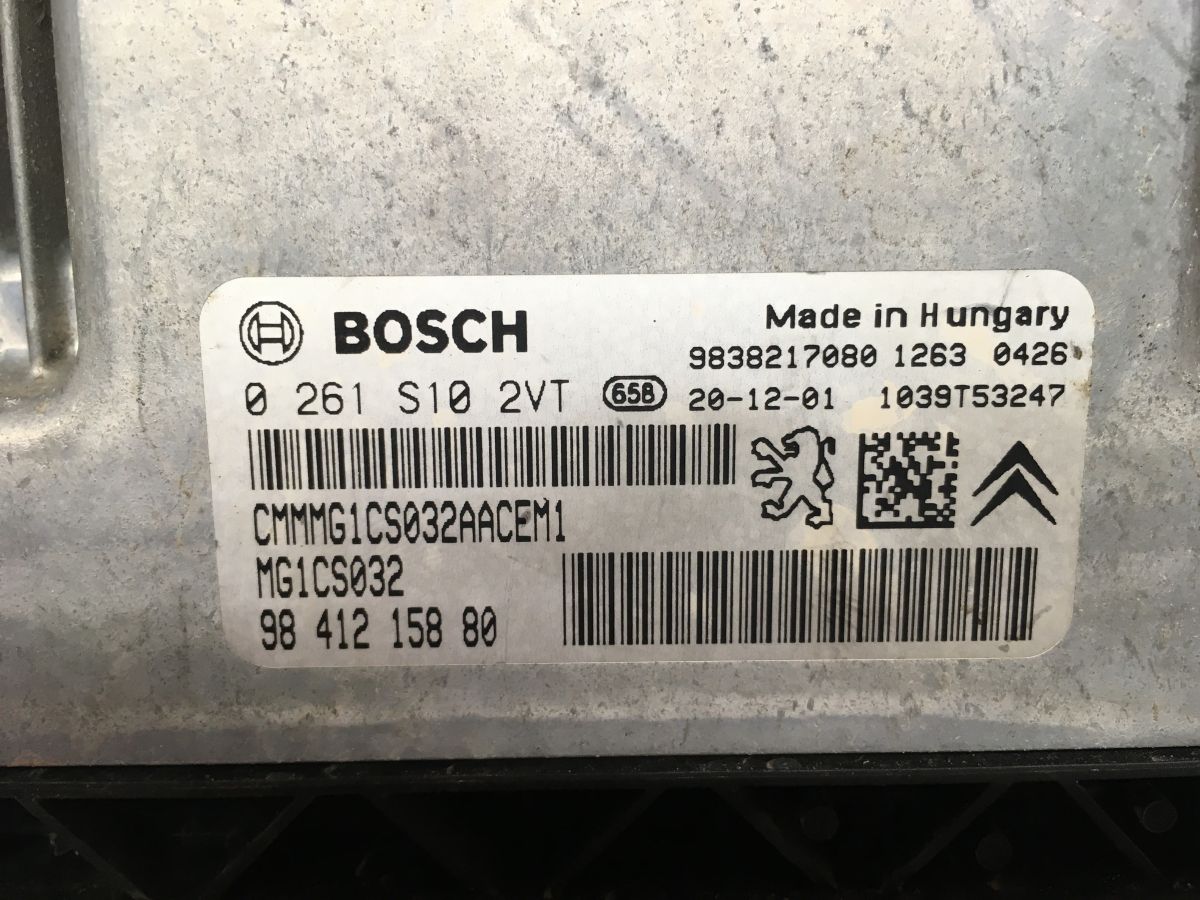 BOSCH
Made in Hungary
9838217080 1263 0426
0 261 S10 2VT 658 20-12-01 1039T53247
CMMMG1CS032AACEM1
MG1CS032
98 412 158 80